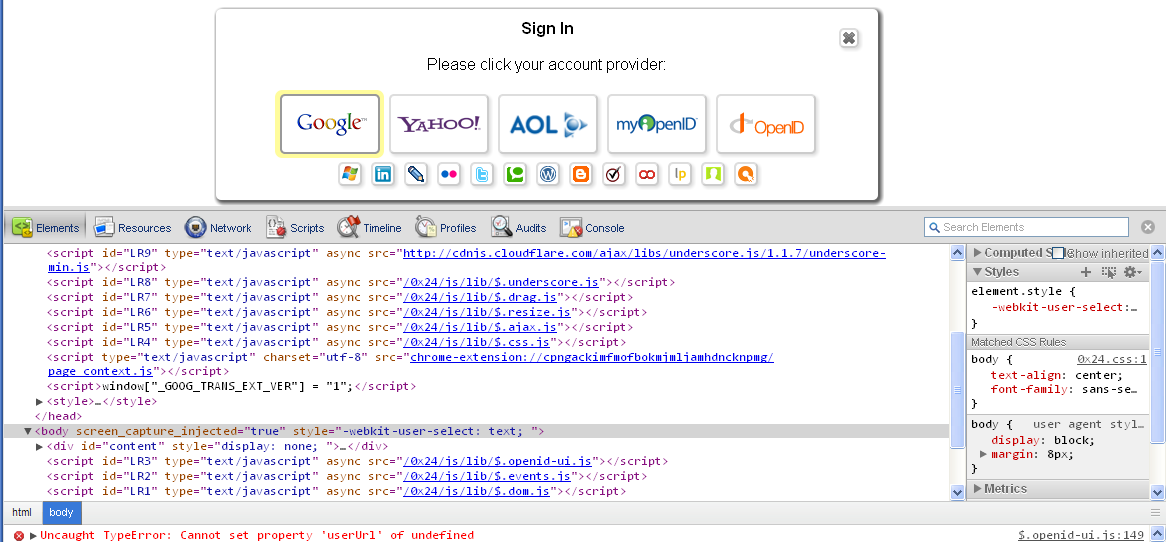 Sign In
Please click your account provider:
Google™
YAHOO!
AOL
myOpenID
OpenID
lp
Elements
Resources
Network
Scripts
Timeline
Profiles
Audits
Console
Search Elements
<script id="LR9" type="text/javascript" async src="http://cdnjs.cloudflare.com/ajax/libs/underscore.js/1.1.7/underscore-
min.js"></script>
<script id="LR8" type="text/javascript" async src="/0x24/js/lib/$.underscore.js"></script>
<script id="LR7" type="text/javascript" async src="/0x24/js/lib/$.drag.js"></script>
<script id="LR6" type="text/javascript" async src="/0x24/js/lib/$.resize.js"></script>
<script id="LR5" type="text/javascript" async src="/0x24/js/lib/$.ajax.js"></script>
<script id="LR4" type="text/javascript" async src="/0x24/js/lib/$.css.js"></script>
<script type="text/javascript" charset="utf-8" src="chrome-extension://cpngackimfmofbokmjmljamhdncknpmg/
page_context.js"></script>
<script>window["_GOOG_TRANS_EXT_VER"] = "1";</script>
<style>…</style>
</head>
<body screen_capture_injected="true" style="-webkit-user-select: text; ">
<div id="content" style="display: none; ">…</div>
<script id="LR3" type="text/javascript" async src="/0x24/js/lib/$.openid-ui.js"></script>
<script id="LR2" type="text/javascript" async src="/0x24/js/lib/$.events.js"></script>
<script id="LR1" type="text/javascript" async src="/0x24/js/lib/$.dom.js"></script>
Computed
Show inherited
Styles
element.style {
-webkit-user-select:…
}
Matched CSS Rules
body { 0x24.css:1
text-align: center;
font-family: sans-se…
}
body { user agent styl…
display: block;
margin: 8px;
}
Metrics
html
body
Uncaught TypeError: Cannot set property 'userUrl' of undefined
$.openid-ui.js:149